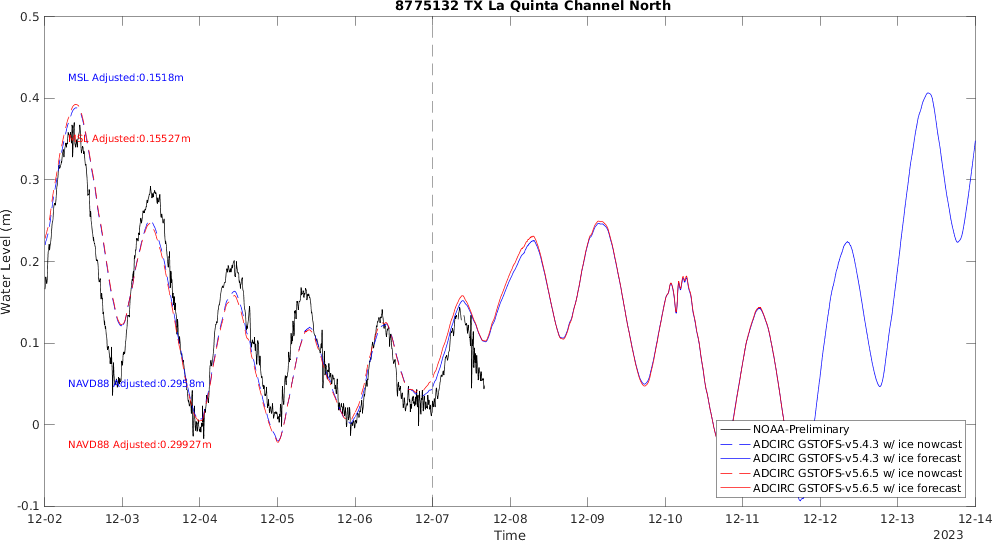 8775132 TX La Quinta Channel North
0.5
0.4
0.3
0.2
0.1
0
-0.1
Water Level (m)
MSL Adjusted:0.1518m
MSL Adjusted:0.15527m
NAVD88 Adjusted:0.2958m
NAVD88 Adjusted:0.29927m
NOAA-Preliminary
ADCIRC GSTOFS-v5.4.3 w/ ice nowcast
ADCIRC GSTOFS-v5.4.3 w/ ice forecast
ADCIRC GSTOFS-v5.6.5 w/ ice nowcast
ADCIRC GSTOFS-v5.6.5 w/ ice forecast
12-02 12-03 12-04 12-05 12-06 12-07 12-08 12-09 12-10 12-11 12-12 12-13 12-14
Time
2023